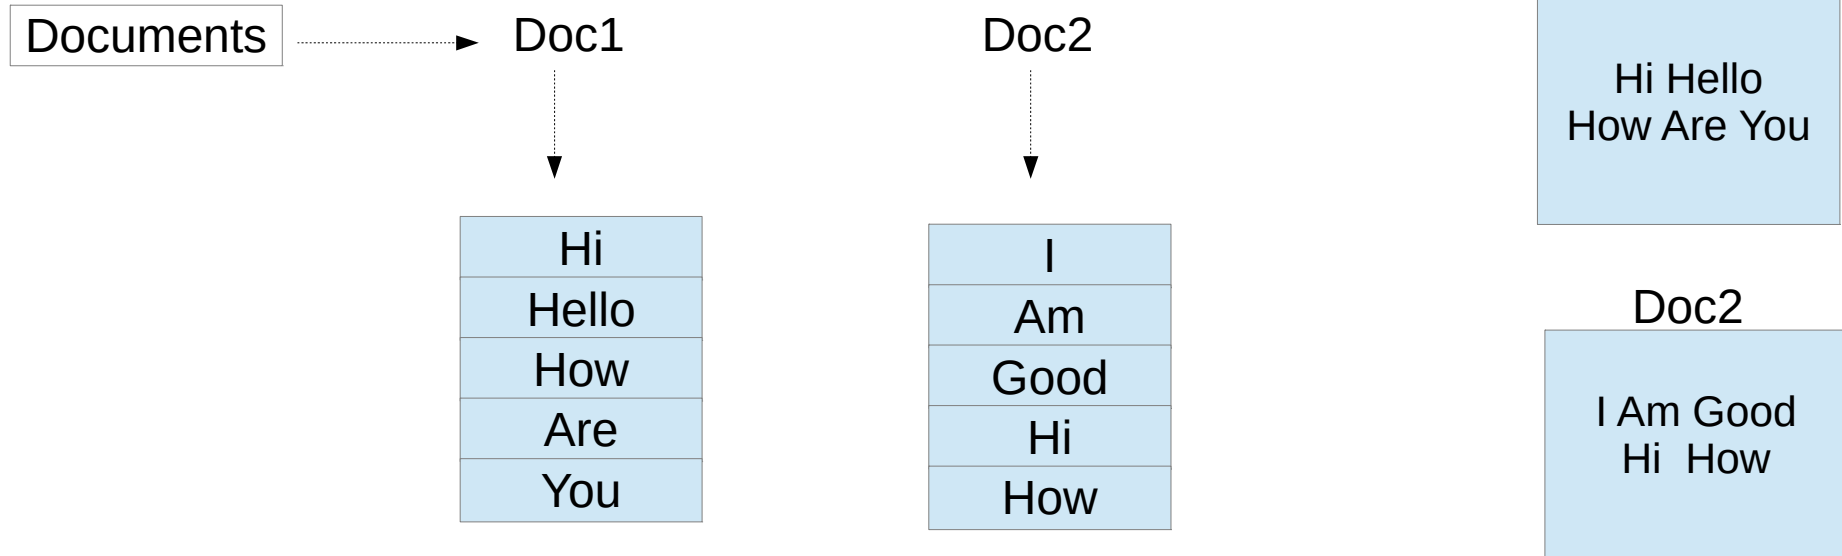 Documents
Doc1
Doc2
Hi
Hello
How
Are
You
I
Am
Good
Hi
How
Hi Hello
How Are You
Doc2
I Am Good
Hi  How